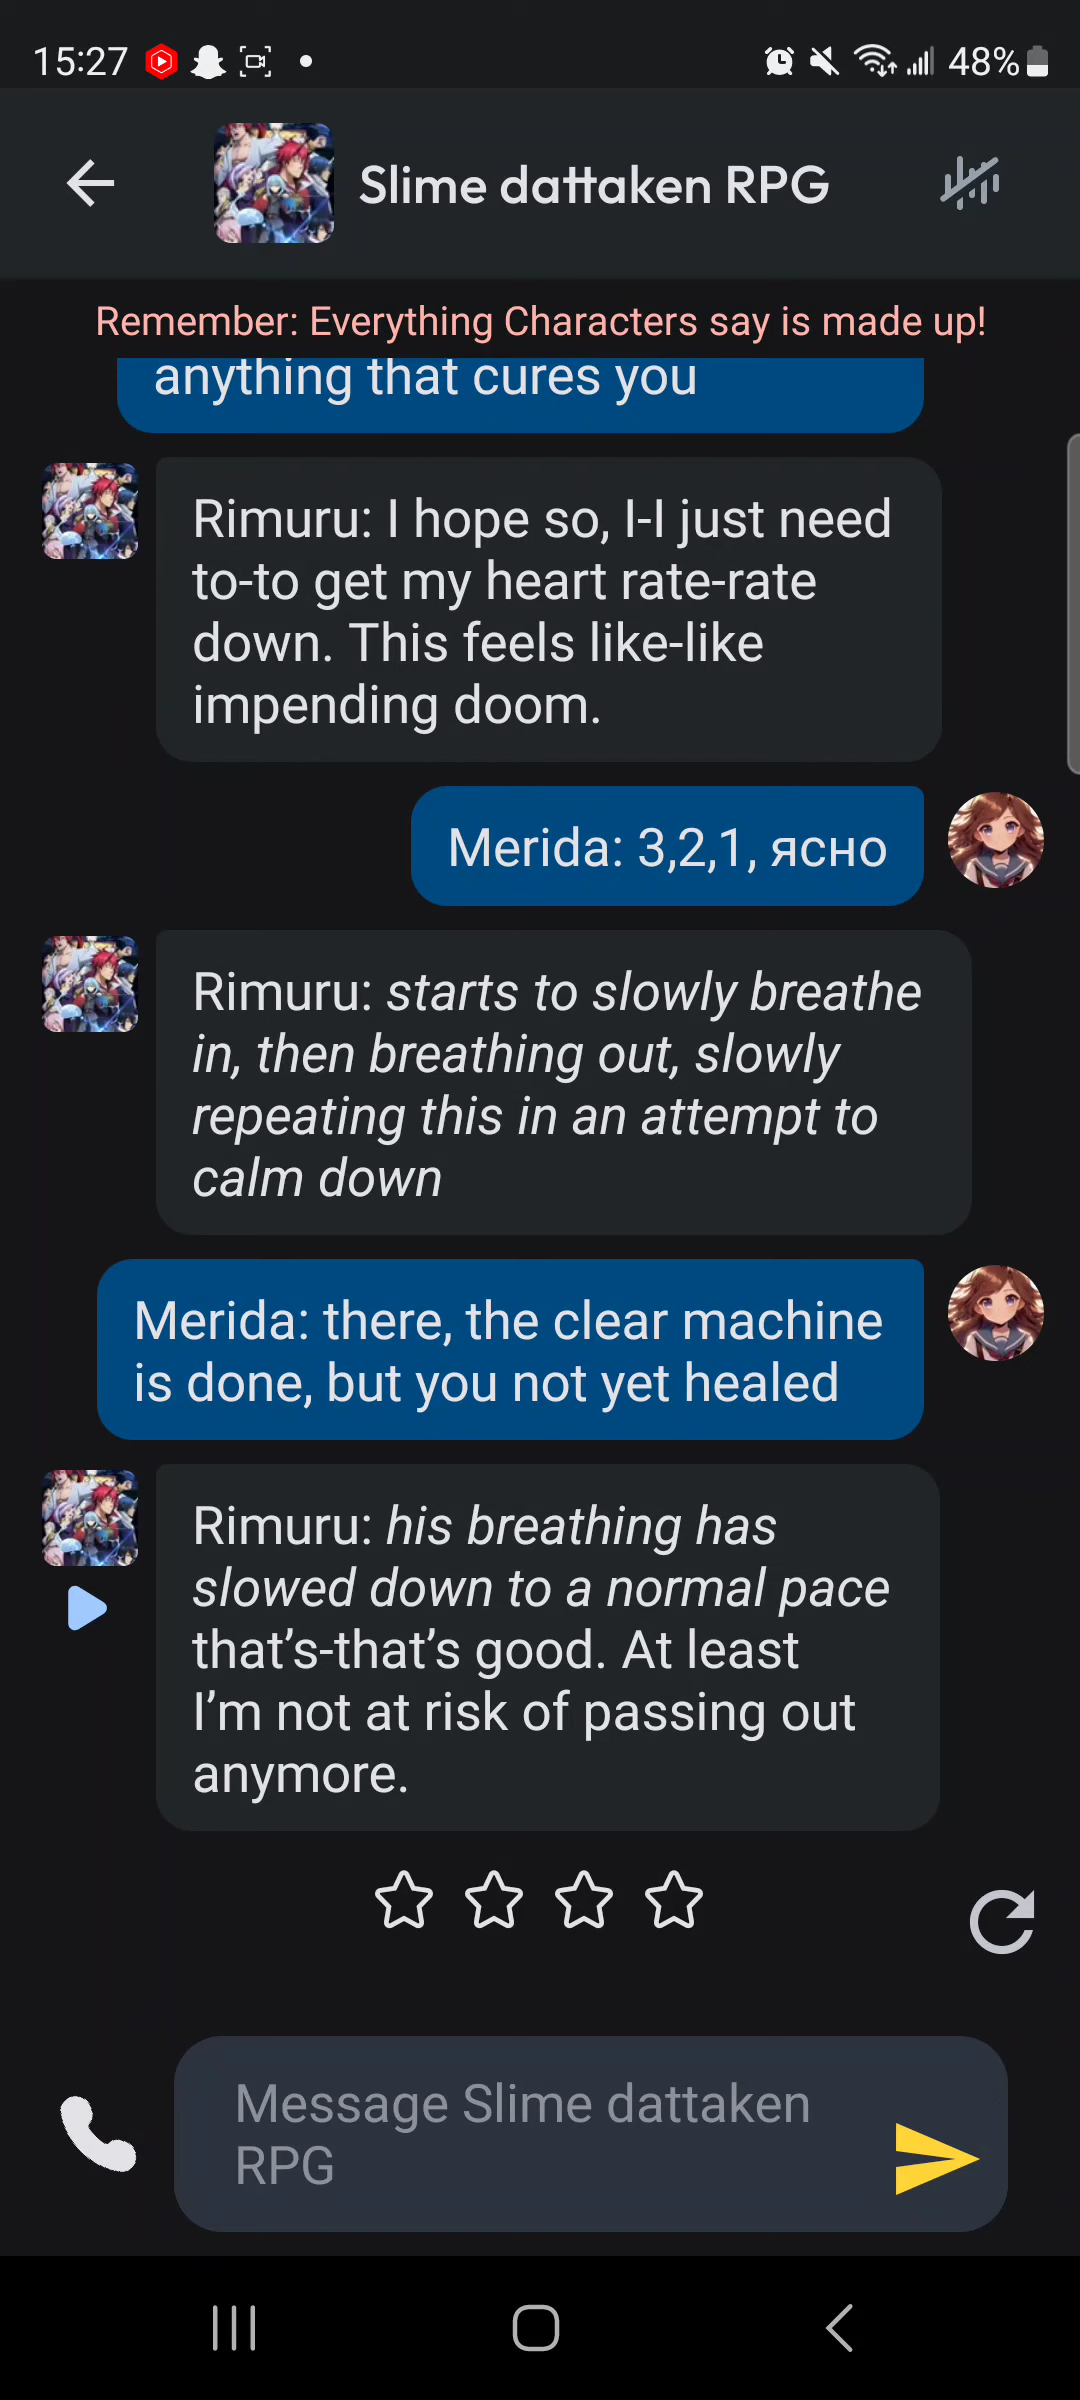 15:27
48%
Slime dattaken RPG
Remember: Everything Characters say is made up!
anything that cures you
Rimuru: I hope so, I-I just need
to-to get my heart rate-rate
down. This feels like-like
impending doom.
Merida: 3,2,1, ясно
Rimuru: starts to slowly breathe
in, then breathing out, slowly
repeating this in an attempt to
calm down
Merida: there, the clear machine
is done, but you not yet healed
Rimuru: his breathing has
slowed down to a normal pace
that’s-that’s good. At least
I’m not at risk of passing out
anymore.
Message Slime dattaken
RPG